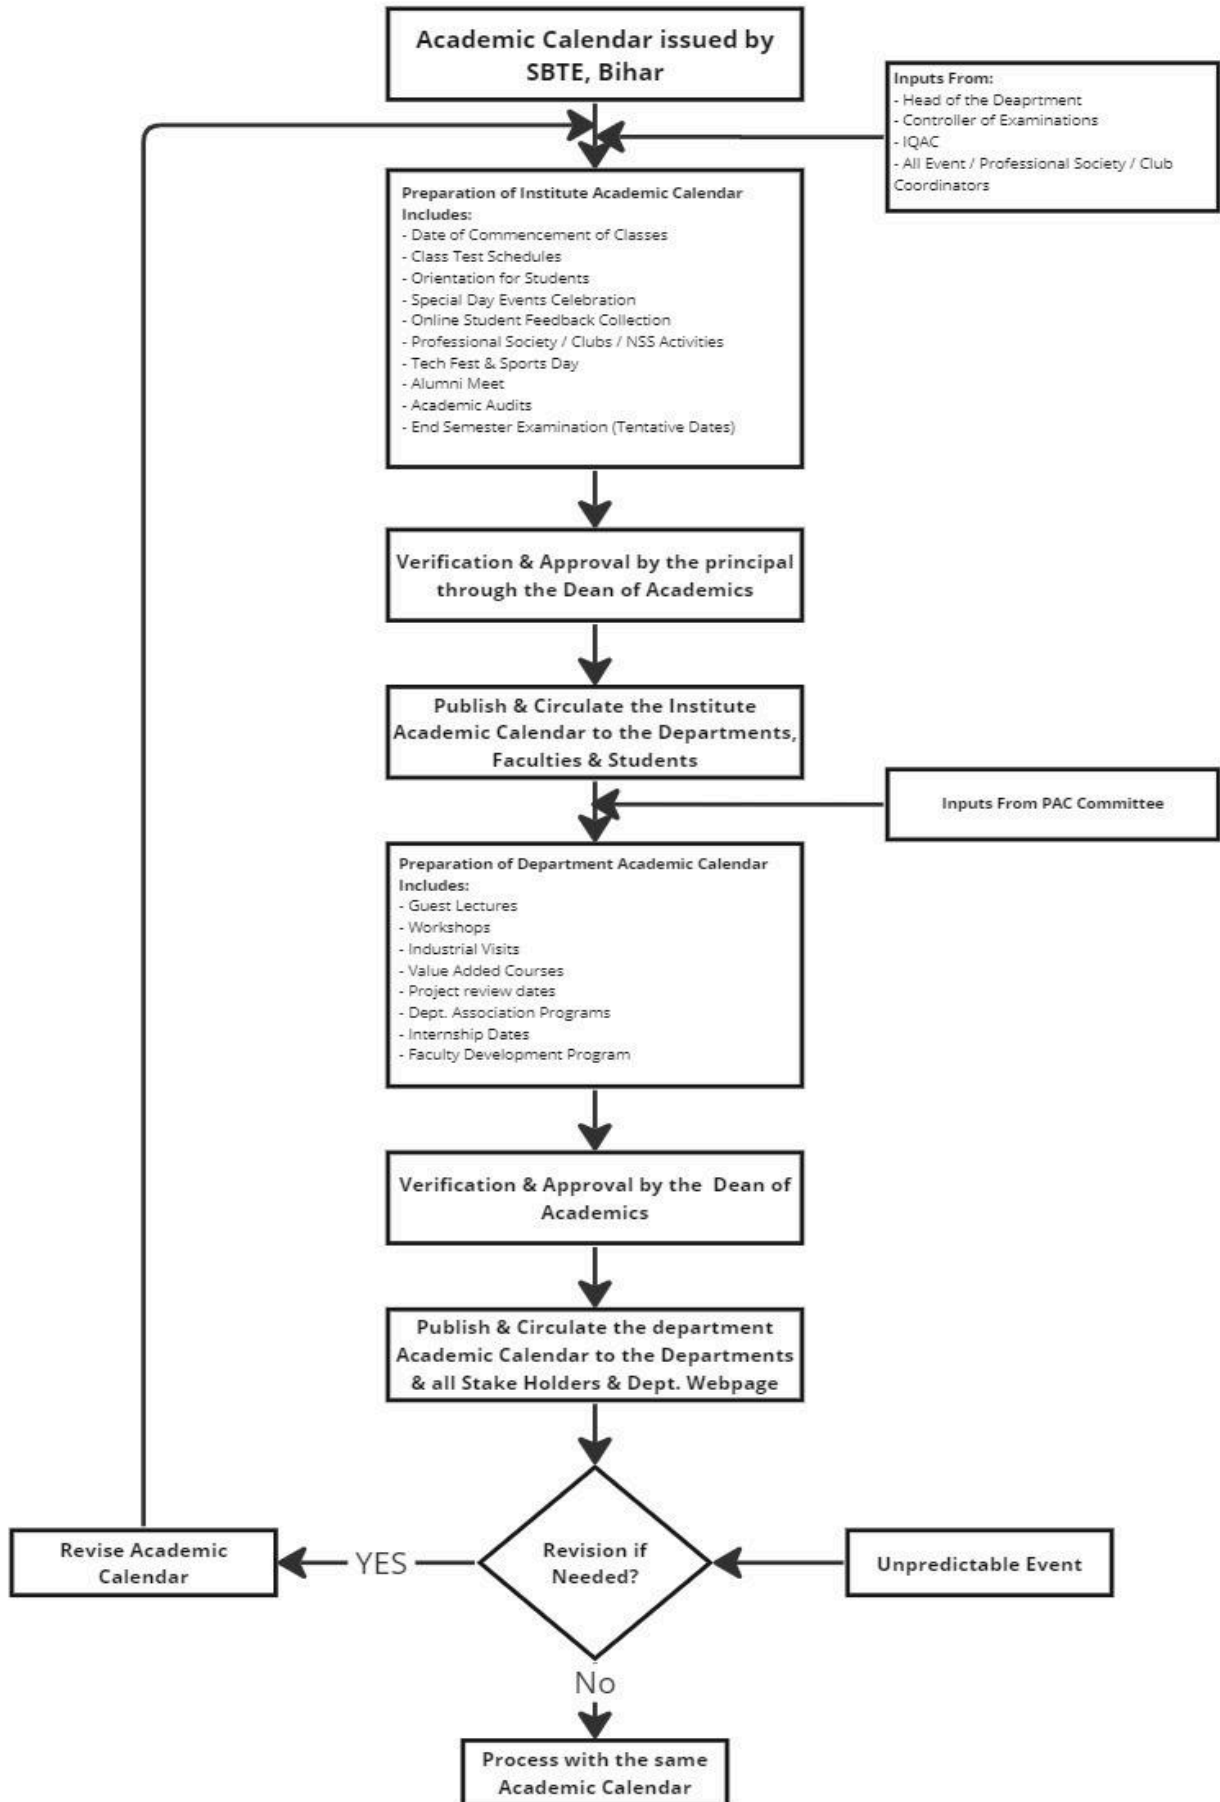 Academic Calendar issued by
SBTE, Bihar
Inputs From:
- Head of the Deaprtment
- Controller of Examinations
- IQAC
- All Event / Professional Society / Club
Coordinators
Preparation of Institute Academic Calendar
Includes:
- Date of Commencement of Classes
- Class Test Schedules
- Orientation for Students
- Special Day Events Celebration
- Online Student Feedback Collection
- Professional Society / Clubs / NSS Activities
- Tech Fest & Sports Day
- Alumni Meet
- Academic Audits
- End Semester Examination (Tentative Dates)
Verification & Approval by the principal
through the Dean of Academics
Publish & Circulate the Institute
Academic Calendar to the Departments,
Faculties & Students
Inputs From PAC Committee
Preparation of Department Academic Calendar
Includes:
- Guest Lectures
- Workshops
- Industrial Visits
- Value Added Courses
- Project review dates
- Dept. Association Programs
- Internship Dates
- Faculty Development Program
Verification & Approval by the Dean of
Academics
Publish & Circulate the department
Academic Calendar to the Departments
& all Stake Holders & Dept. Webpage
Revise Academic
Calendar
YES
Revision if
Needed?
Unpredictable Event
No
Process with the same
Academic Calendar